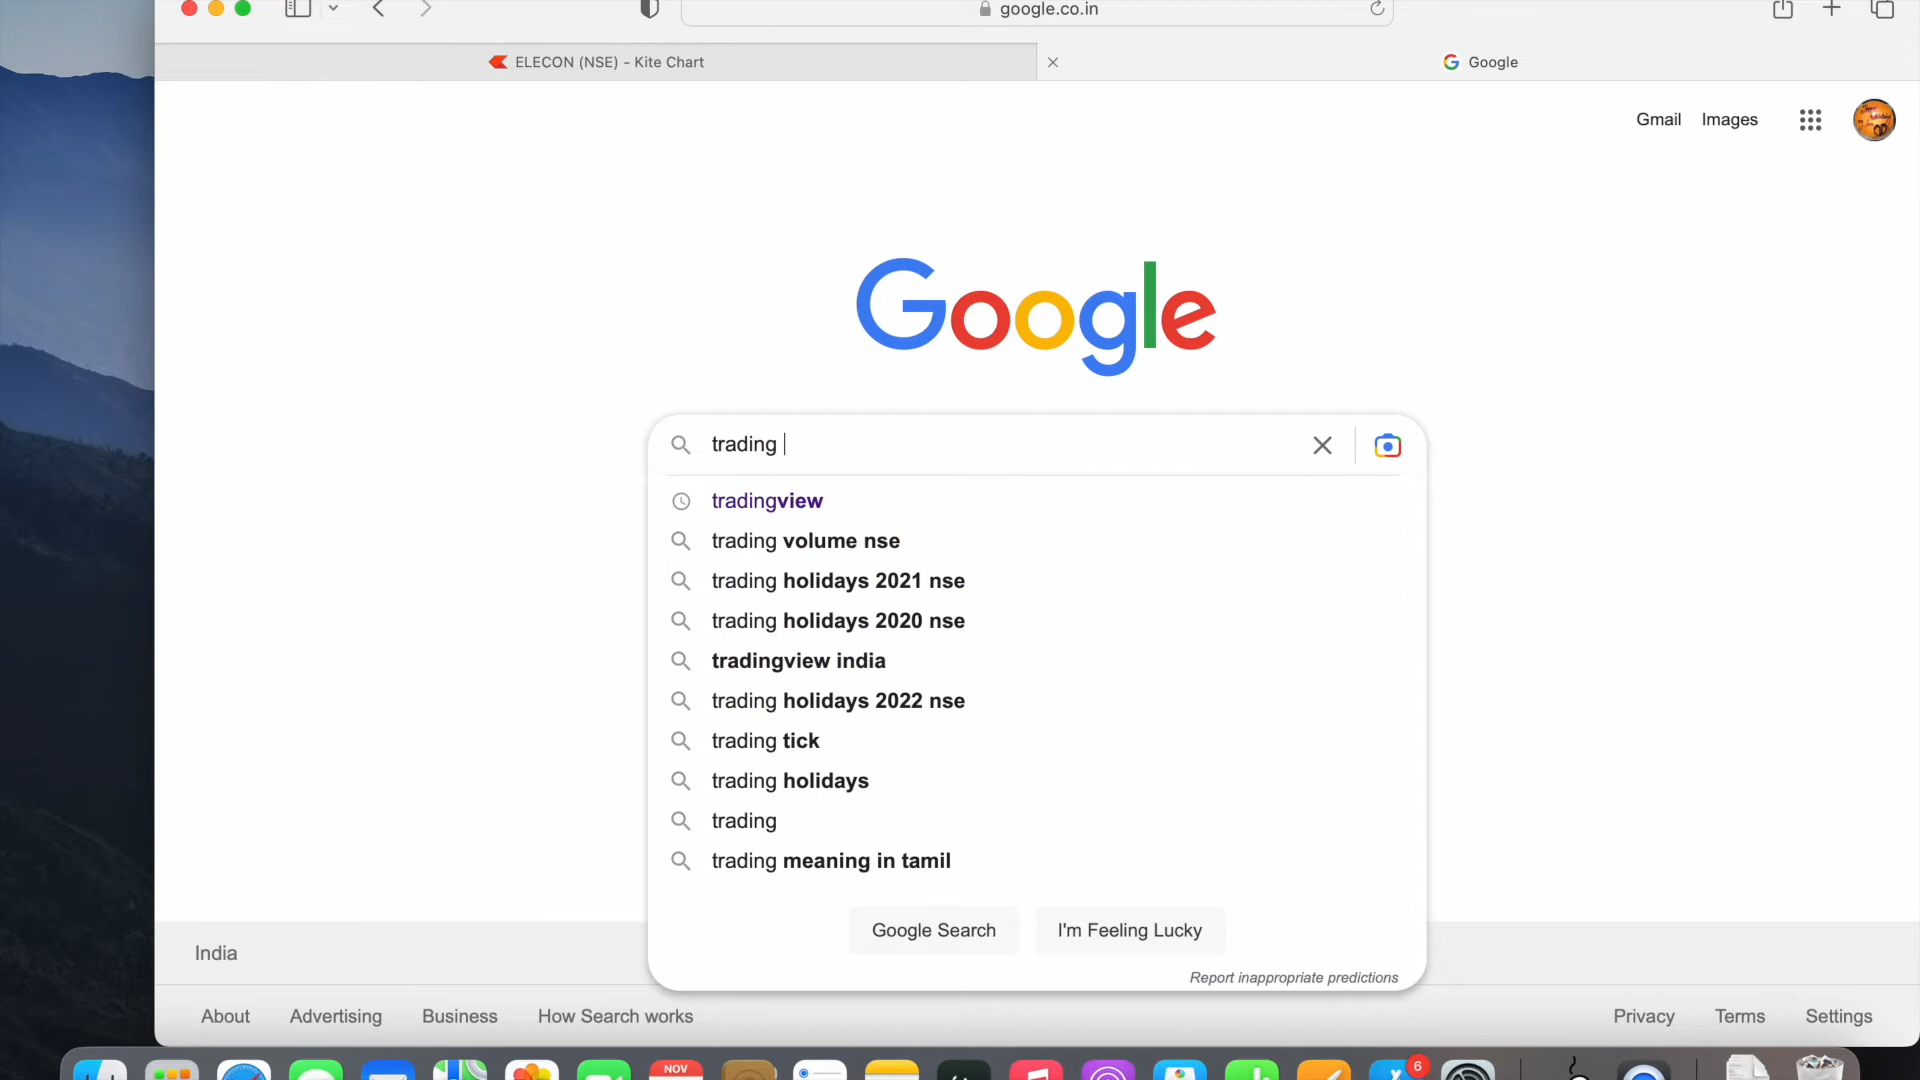 google.co.in
ELECON (NSE) - Kite Chart
Google
Gmail Images
Google
trading
tradingview
trading volume nse
trading holidays 2021 nse
trading holidays 2020 nse
tradingview india
trading holidays 2022 nse
trading tick
trading holidays
trading
trading meaning in tamil
Google Search I'm Feeling Lucky
Report inappropriate predictions
India
About Advertising Business How Search works Privacy Terms Settings
NOV
6